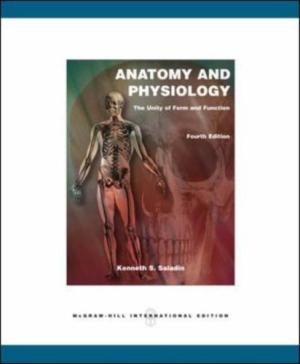 ANATOMY AND
PHYSIOLOGY
The Unity of Form and Function
Fourth Edition
Kenneth S. Saladin
McGRAW-HILL INTERNATIONAL EDITION